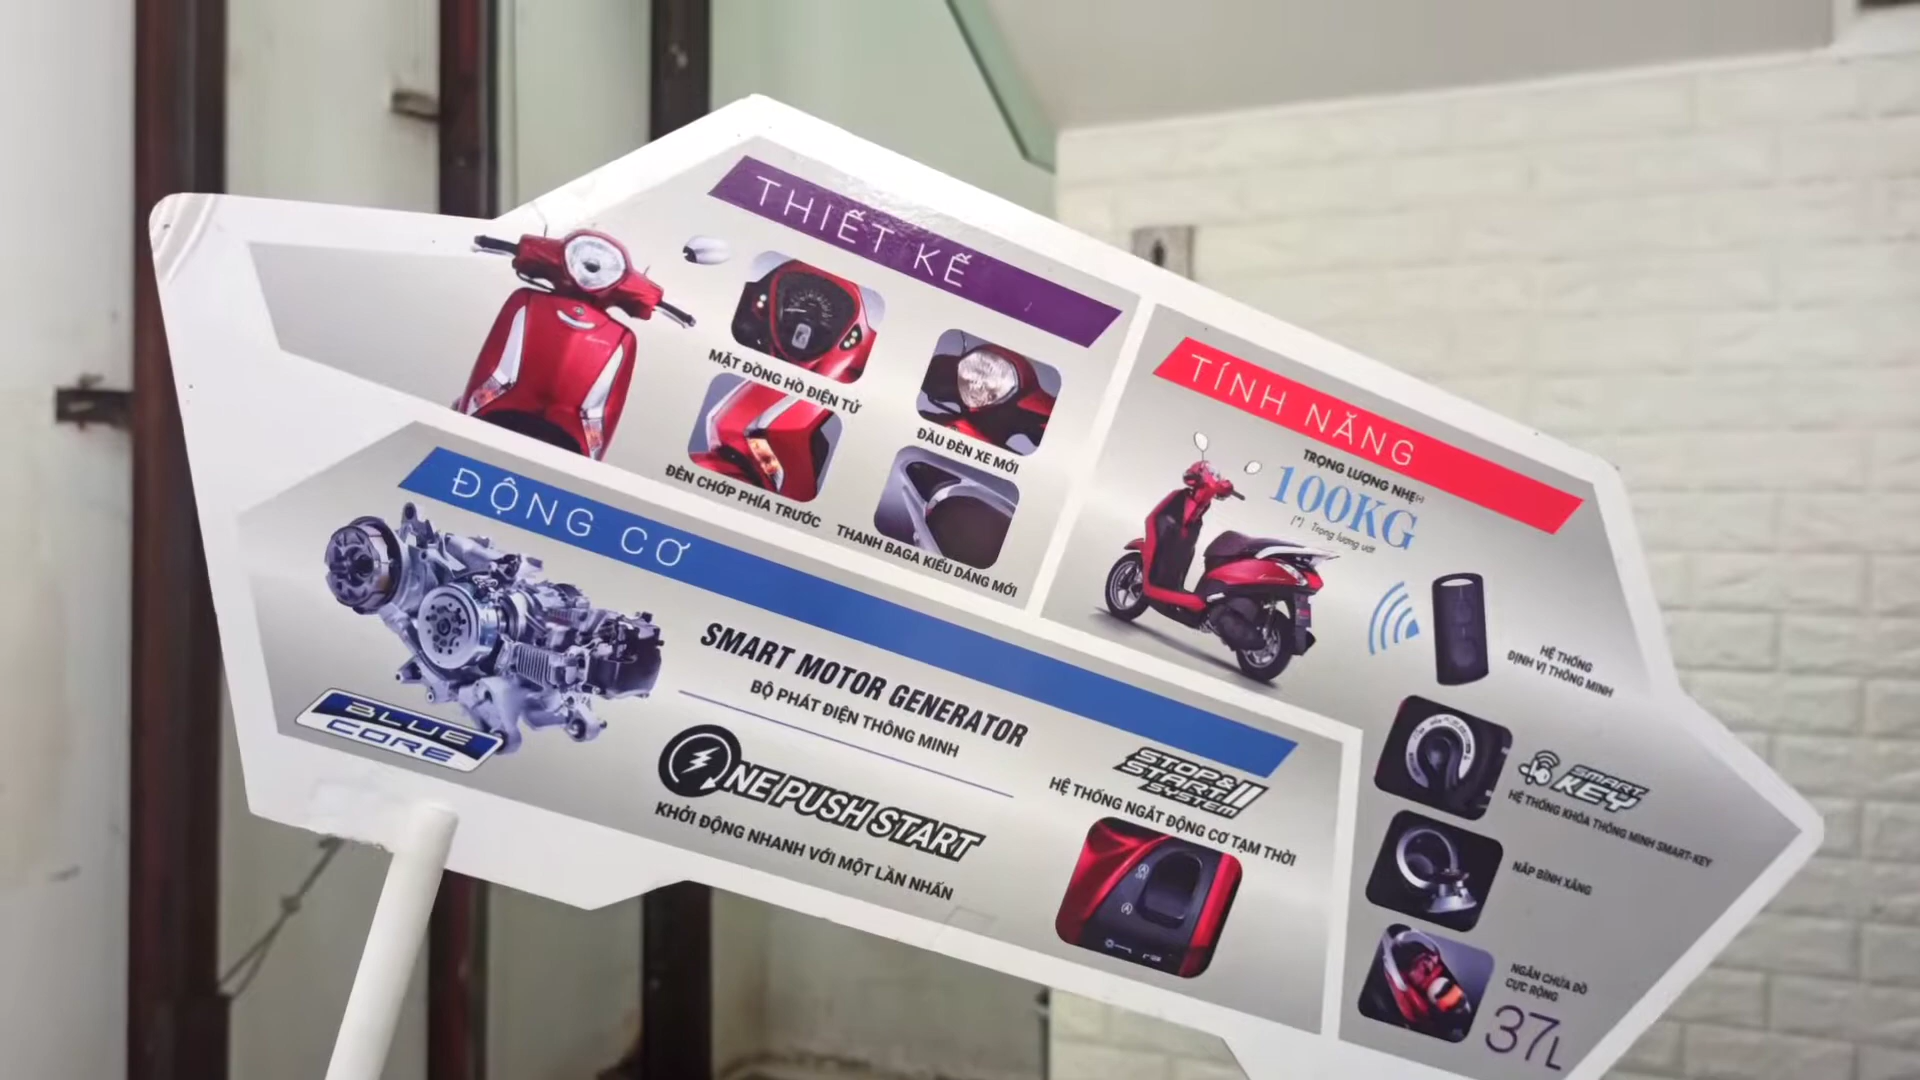 THIẾT KẾ
MẶT ĐỒNG HỒ ĐIỆN TỬ
ĐẦU ĐÈN XE MỚI
ĐÈN CHỚP PHÍA TRƯỚC
THANH BAGA KIỂU DÁNG MỚI
TÍNH NĂNG
TRỌNG LƯỢNG NHẸ(*)
100KG
(*) Trọng lượng ướt
HỆ THỐNG
ĐỊNH VỊ THÔNG MINH
SMART
KEY
HỆ THỐNG KHÓA THÔNG MINH SMART-KEY
NẮP BÌNH XĂNG
NGĂN CHỨA ĐỒ
CỰC RỘNG
37L
ĐỘNG CƠ
BLUE
CORE
SMART MOTOR GENERATOR
BỘ PHÁT ĐIỆN THÔNG MINH
ONE PUSH START
KHỞI ĐỘNG NHANH VỚI MỘT LẦN NHẤN
STOP&
START
SYSTEM II
HỆ THỐNG NGẮT ĐỘNG CƠ TẠM THỜI